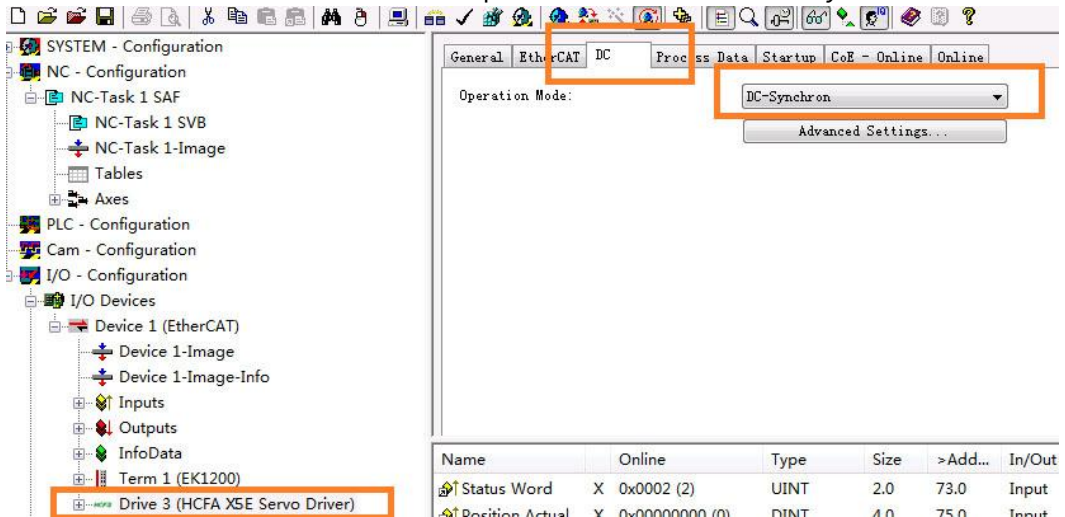 SYSTEM - Configuration
NC - Configuration
NC-Task 1 SAF
NC-Task 1 SVB
NC-Task 1-Image
Tables
Axes
PLC - Configuration
Cam - Configuration
I/O - Configuration
I/O Devices
Device 1 (EtherCAT)
Device 1-Image
Device 1-Image-Info
Inputs
Outputs
InfoData
Term 1 (EK1200)
Drive 3 (HCFA X5E Servo Driver)
General EtherCAT DC Process Data Startup CoE - Online Online
Operation Mode: DC-Synchron
Advanced Settings...
Name Online Type Size >Add... In/Out
Status Word X 0x0002 (2) UINT 2.0 73.0 Input
Position Actual X 0x00000000 (0) DINT 4.0 75.0 Input